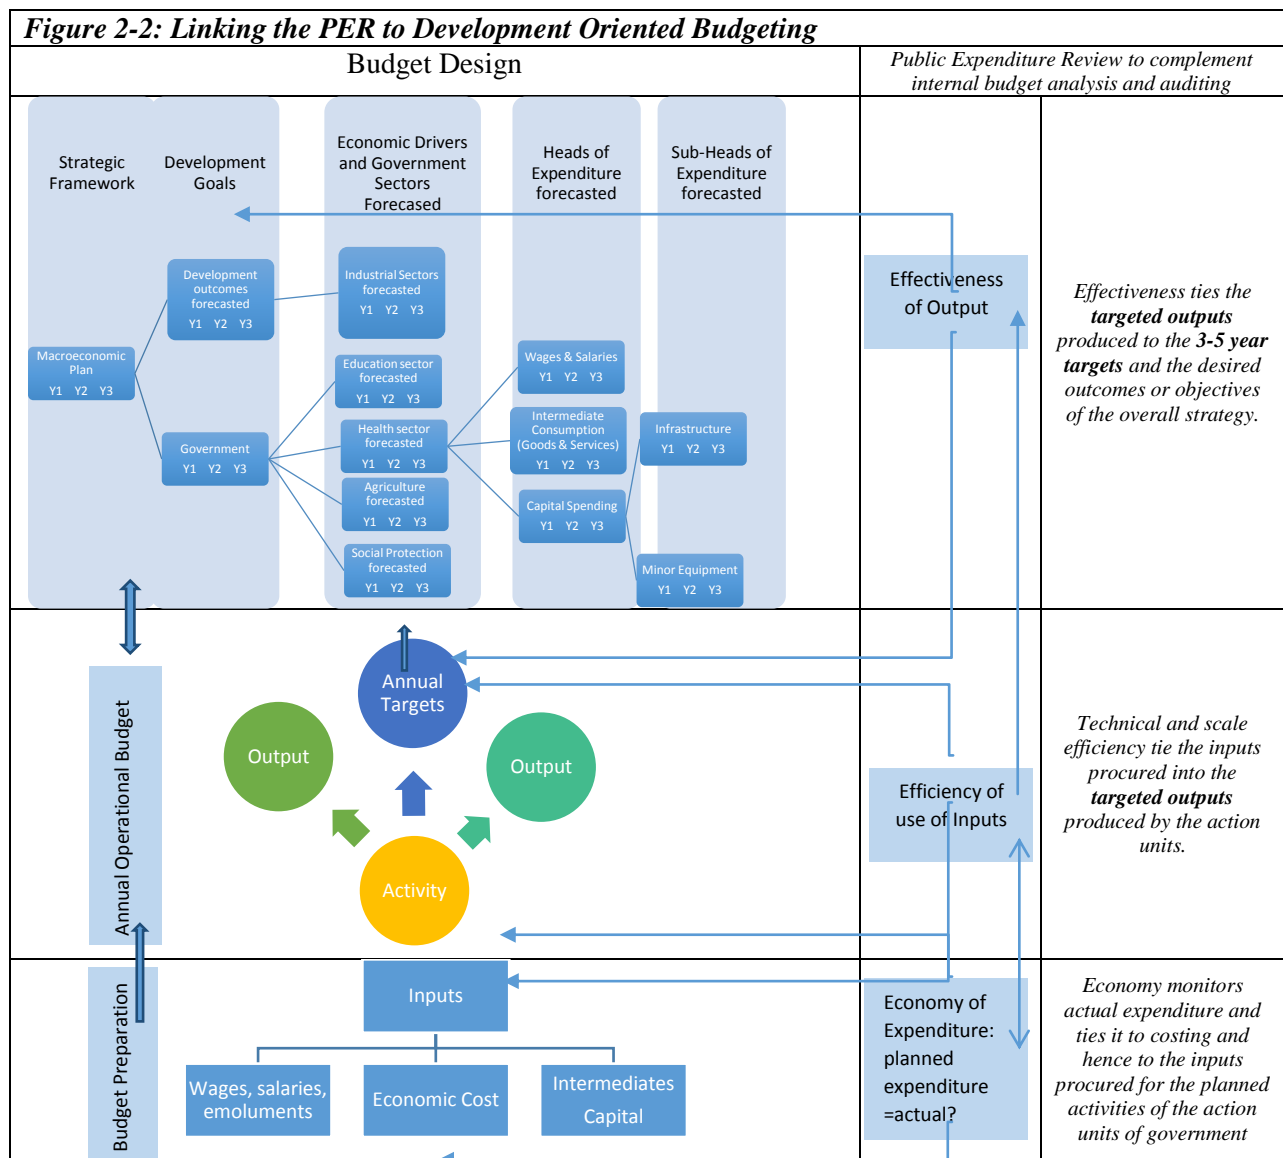 Figure 2-2: Linking the PER to Development Oriented Budgeting
Budget Design
Public Expenditure Review to complement
internal budget analysis and auditing
Strategic
Framework
Development
Goals
Economic Drivers
and Government
Sectors
Forecased
Heads of
Expenditure
forecasted
Sub-Heads of
Expenditure
forecasted
Macroeconomic
Plan
Y1 Y2 Y3
Development
outcomes
forecasted
Y1 Y2 Y3
Government
Y1 Y2 Y3
Industrial Sectors
forecasted
Y1 Y2 Y3
Education sector
forecasted
Y1 Y2 Y3
Health sector
forecasted
Y1 Y2 Y3
Agriculture
forecasted
Y1 Y2 Y3
Social Protection
forecasted
Y1 Y2 Y3
Wages & Salaries
Y1 Y2 Y3
Intermediate
Consumption
(Goods & Services)
Y1 Y2 Y3
Capital Spending
Y1 Y2 Y3
Infrastructure
Y1 Y2 Y3
Minor Equipment
Y1 Y2 Y3
Effectiveness
of Output
Effectiveness ties the
targeted outputs
produced to the 3-5 year
targets and the desired
outcomes or objectives
of the overall strategy.
Annual Operational Budget
Annual
Targets
Output
Output
Activity
Efficiency of
use of Inputs
Technical and scale
efficiency tie the inputs
procured into the
targeted outputs
produced by the action
units.
Budget Preparation
Inputs
Wages, salaries,
emoluments
Economic Cost
Intermediates
Capital
Economy of
Expenditure:
planned
expenditure
=actual?
Economy monitors
actual expenditure and
ties it to costing and
hence to the inputs
procured for the planned
activities of the action
units of government